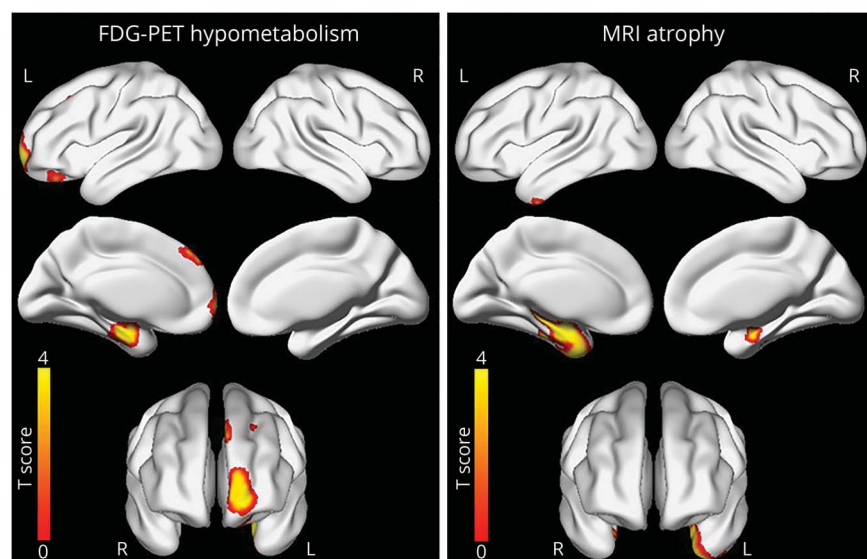 FDG-PET hypometabolism
L
R
4
T score
0
R
L
MRI atrophy
L
R
4
T score
0
R
L